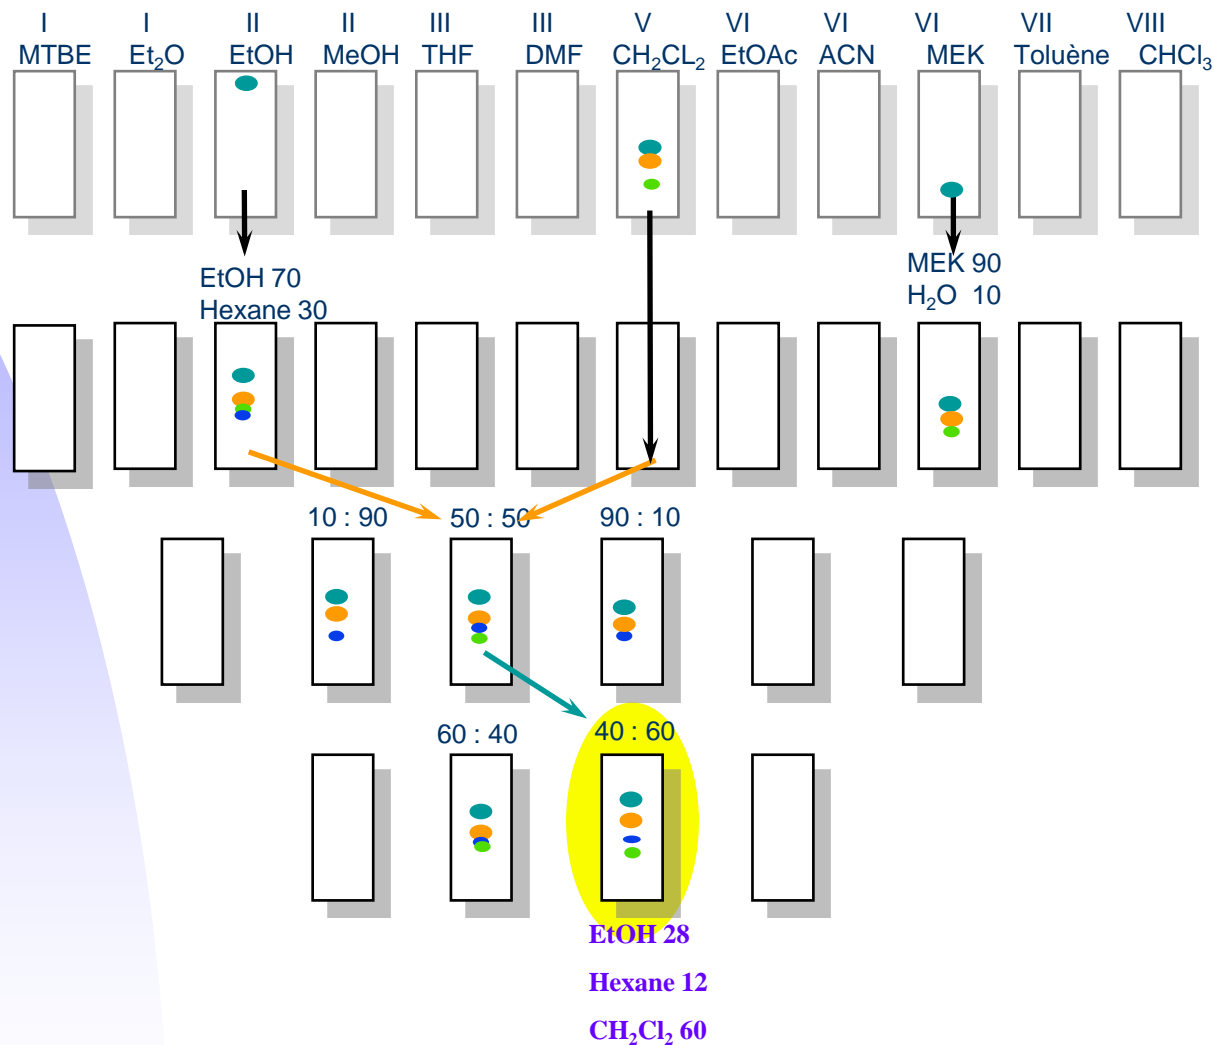 I I II II III III V VI VI VI VII VIII
MTBE Et₂O EtOH MeOH THF DMF CH₂CL₂ EtOAc ACN MEK Toluène CHCl₃
EtOH 70
Hexane 30
MEK 90
H₂O 10
10 : 90 50 : 50 90 : 10
60 : 40 40 : 60
EtOH 28
Hexane 12
CH₂Cl₂ 60